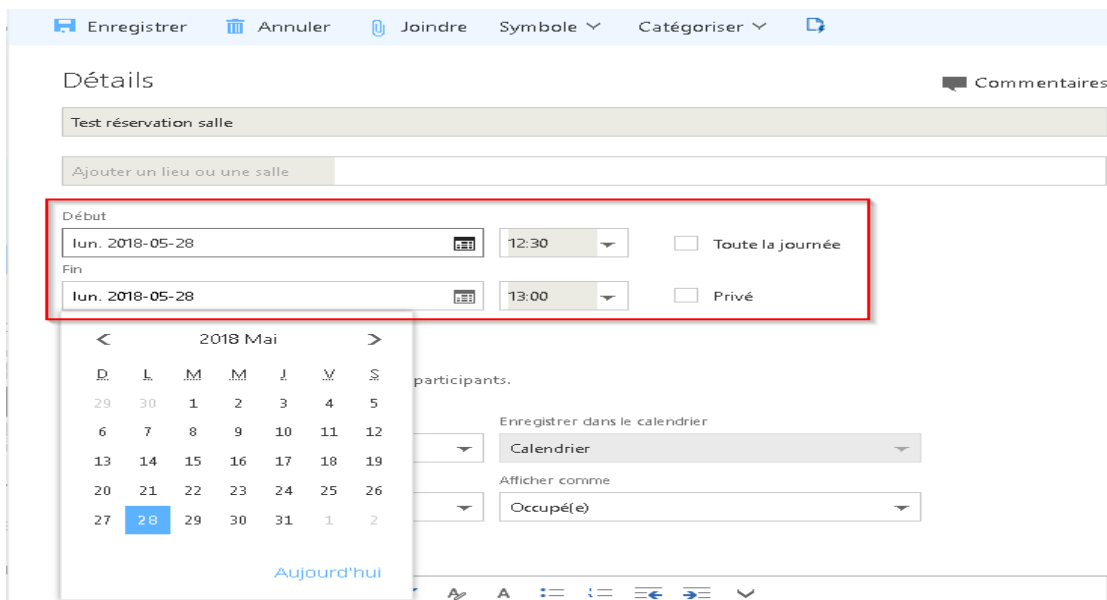 Enregistrer Annuler Joindre Symbole Catégoriser
Détails
Commentaires
Test réservation salle
Ajouter un lieu ou une salle
Début
lun. 2018-05-28 12:30 Toute la journée
Fin
lun. 2018-05-28 13:00 Privé
2018 Mai
D L M M J V S
participants.
29 30 1 2 3 4 5
Enregistrer dans le calendrier
6 7 8 9 10 11 12
Calendrier
13 14 15 16 17 18 19
Afficher comme
20 21 22 23 24 25 26
Occupé(e)
27 28 29 30 31 1 2
Aujourd'hui